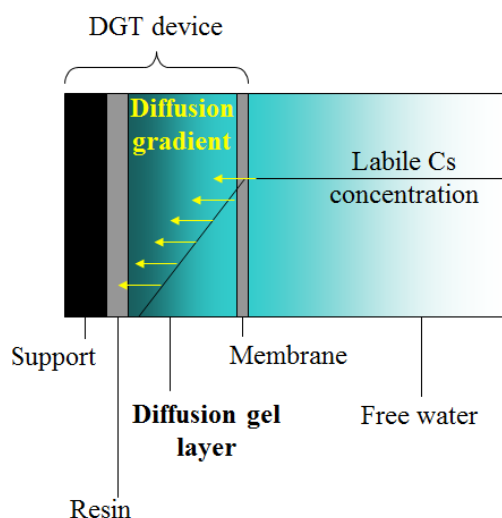 DGT device
Diffusion
gradient
Labile Cs
concentration
Support
Membrane
Diffusion gel
layer
Free water
Resin